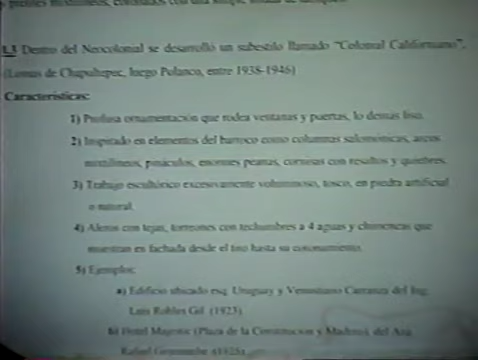 1.1 Dentro del Neocolonial se desarrolló un subestilo llamado "Colonial Californiano",
(Lomas de Chapultepec, luego Polanco, entre 1938-1946)
Características:
1) Profusa ornamentación que rodea ventanas y puertas, lo demás liso.
2) Inspirado en elementos del barroco como columnas salomónicas, arcos
mixtilíneos, pináculos, enormes peanas, cornisas con resaltos y quiebres.
3) Trabajo escultórico excesivamente voluminoso, tosco, en piedra artificial
o natural.
4) Aleros con tejas, torreones con techumbres a 4 aguas y chimeneas que
muestran en fachada desde el tiro hasta su coronamiento.
5) Ejemplos:
a) Edificio ubicado esq. Uruguay y Venustiano Carranza del Ing.
Luis Robles Gil (1923)
b) Hotel Majestic (Plaza de la Constitución y Madero), del Arq.
Rafael (1925)